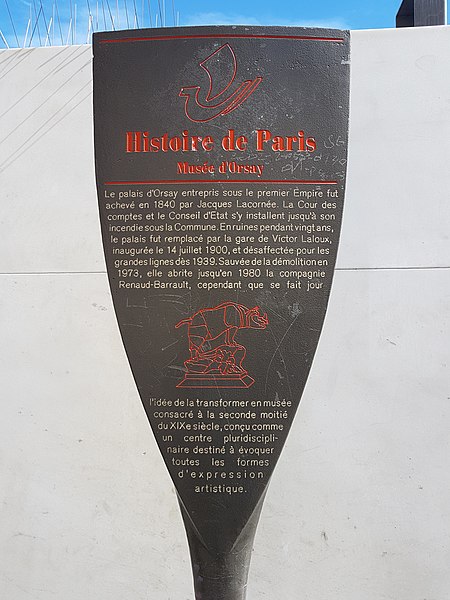 Histoire de Paris
Musée d'Orsay
Le palais d'Orsay entrepris sous le premier Empire fut
achevé en 1840 par Jacques Lacornée. La Cour des
comptes et le Conseil d'Etat s'y installent jusqu'à son
incendie sous la Commune. En ruines pendant vingt ans,
le palais fut remplacé par la gare de Victor Laloux,
inaugurée le 14 juillet 1900, et désaffectée pour les
grandes lignes dès 1939. Sauvée de la démolition en
1973, elle abrite jusqu'en 1980 la compagnie
Renaud-Barrault, cependant que se fait jour
l'idée de la transformer en musée
consacré à la seconde moitié
du XIXe siècle, conçu comme
un centre pluridiscipli-
naire destiné à évoquer
toutes les formes
d'expression
artistique.